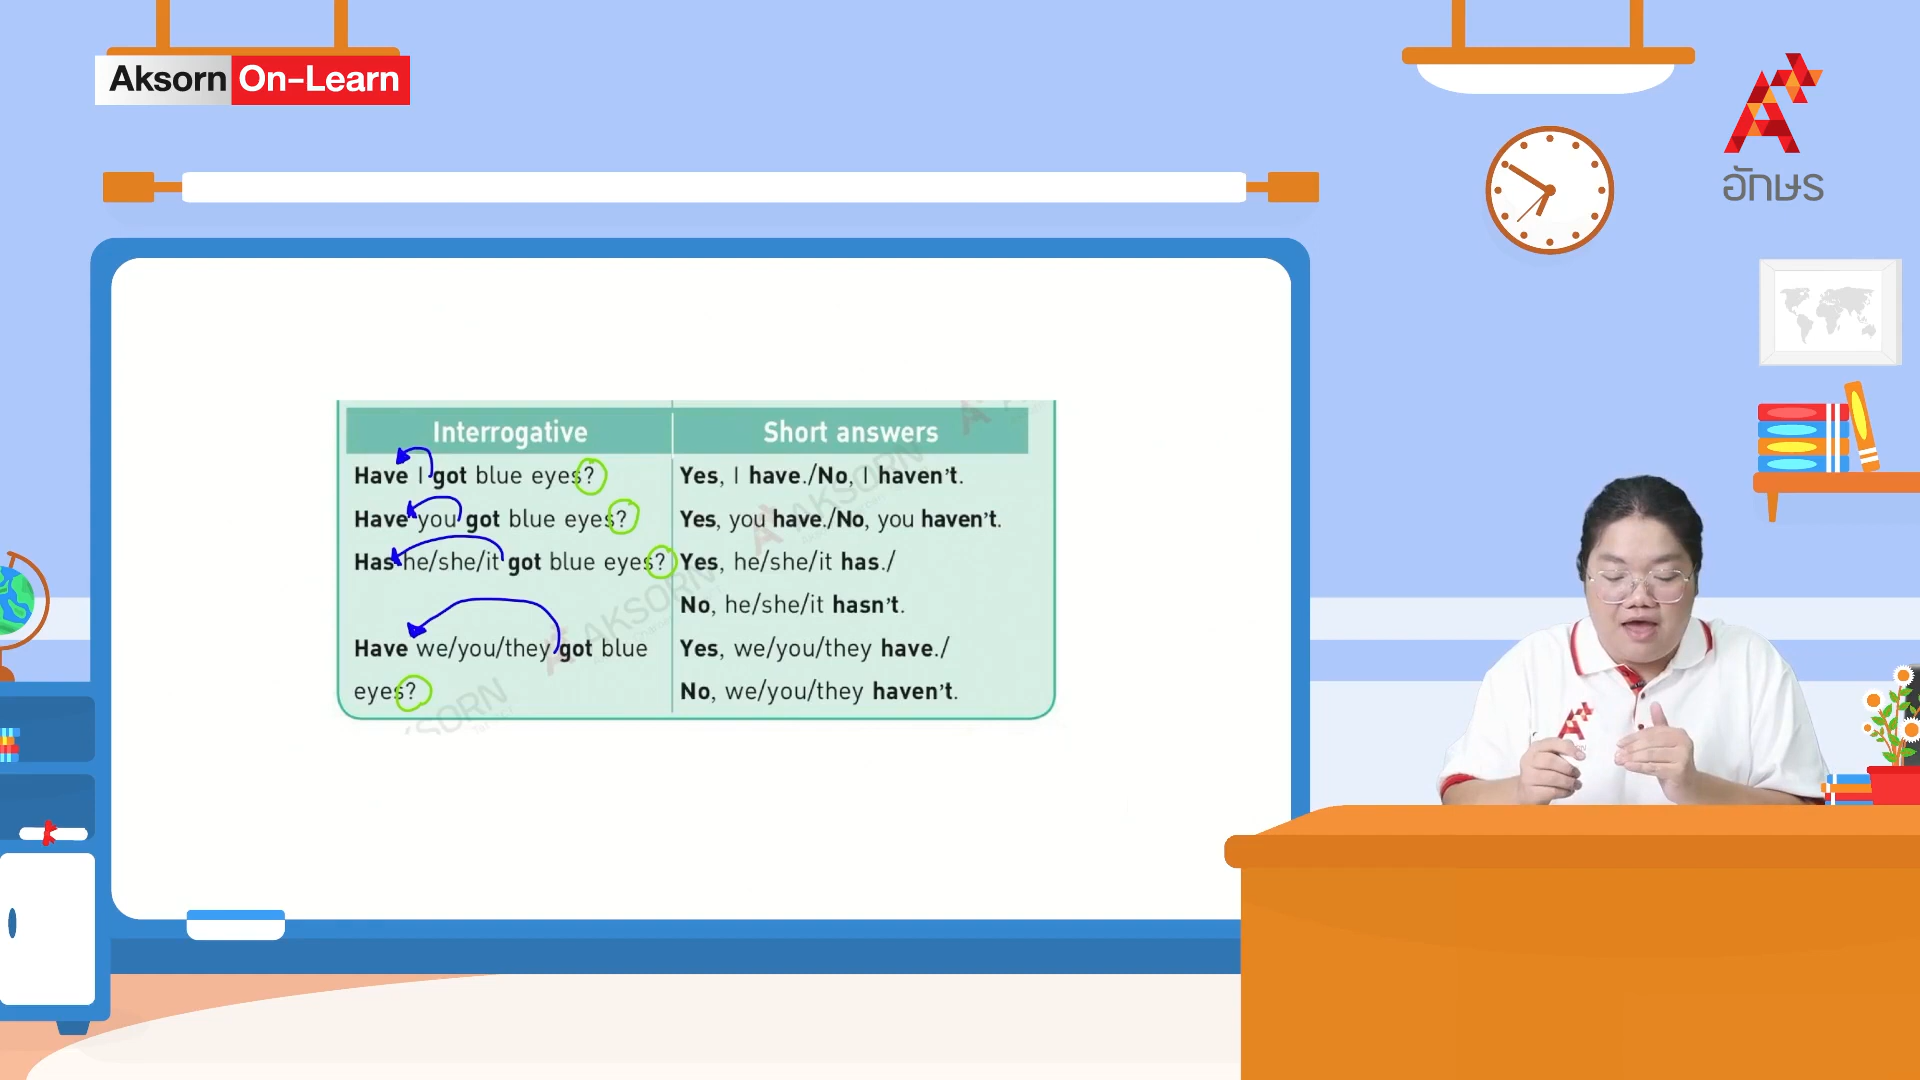 Aksorn On-Learn
อักษร
Interrogative
Short answers
Have I got blue eyes?
Yes, I have./No, I haven't.
Have you got blue eyes?
Yes, you have./No, you haven't.
Has he/she/it got blue eyes?
Yes, he/she/it has./
No, he/she/it hasn't.
Have we/you/they got blue
eyes?
Yes, we/you/they have./
No, we/you/they haven't.
AKSORN
AKSORN